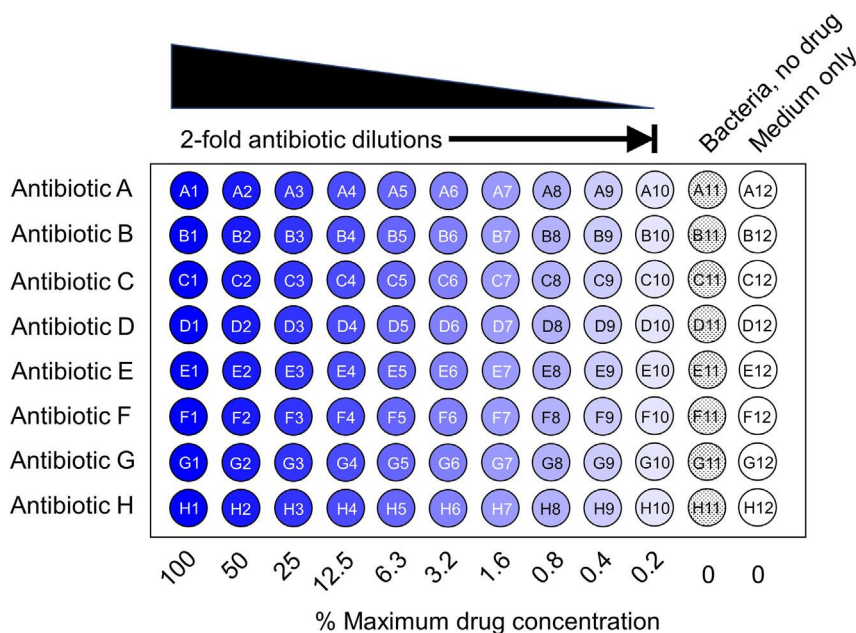 Bacteria, no drug
Medium only
2-fold antibiotic dilutions
Antibiotic A A1 A2 A3 A4 A5 A6 A7 A8 A9 A10 A11 A12
Antibiotic B B1 B2 B3 B4 B5 B6 B7 B8 B9 B10 B11 B12
Antibiotic C C1 C2 C3 C4 C5 C6 C7 C8 C9 C10 C11 C12
Antibiotic D D1 D2 D3 D4 D5 D6 D7 D8 D9 D10 D11 D12
Antibiotic E E1 E2 E3 E4 E5 E6 E7 E8 E9 E10 E11 E12
Antibiotic F F1 F2 F3 F4 F5 F6 F7 F8 F9 F10 F11 F12
Antibiotic G G1 G2 G3 G4 G5 G6 G7 G8 G9 G10 G11 G12
Antibiotic H H1 H2 H3 H4 H5 H6 H7 H8 H9 H10 H11 H12
100 50 25 12.5 6.3 3.2 1.6 0.8 0.4 0.2 0 0
% Maximum drug concentration